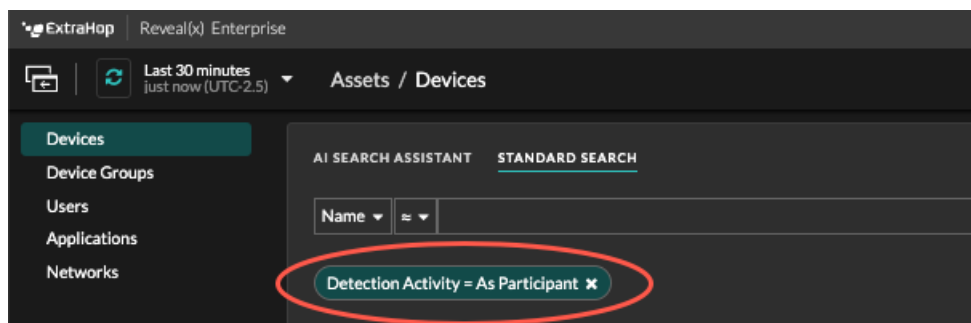 ExtraHop Reveal(x) Enterprise
Last 30 minutes
just now (UTC-2.5)
Assets / Devices
Devices
Device Groups
Users
Applications
Networks
AI SEARCH ASSISTANT STANDARD SEARCH
Name ≈
Detection Activity = As Participant ×